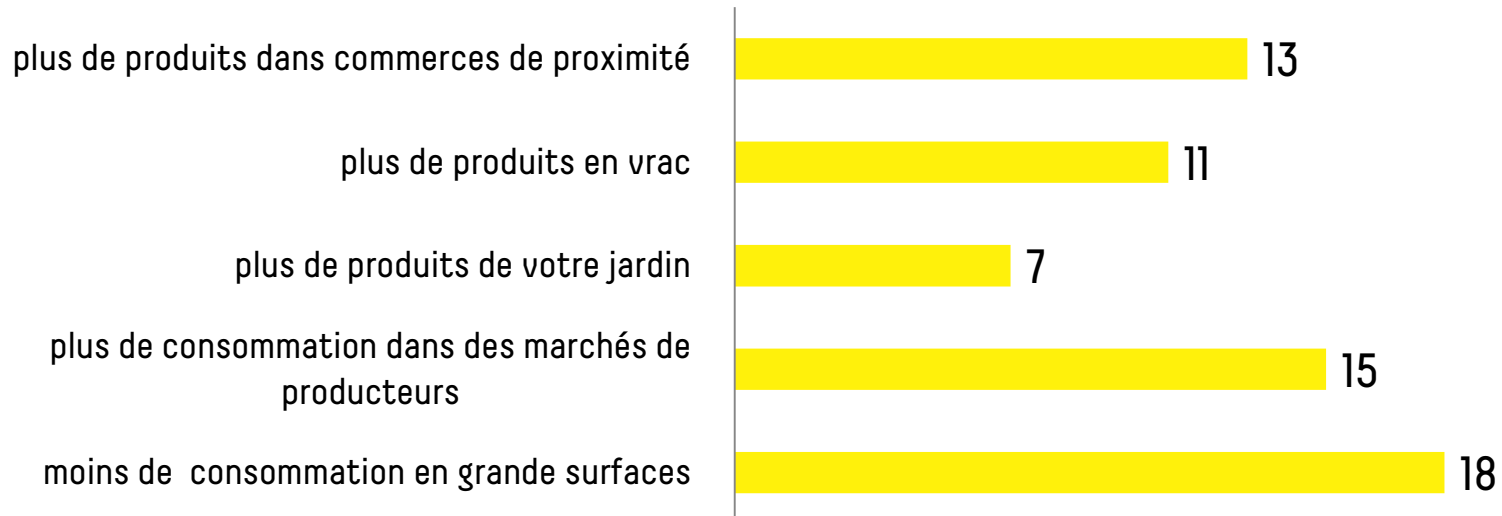 plus de produits dans commerces de proximité
13
plus de produits en vrac
11
plus de produits de votre jardin
7
plus de consommation dans des marchés de
producteurs
15
moins de  consommation en grande surfaces
18